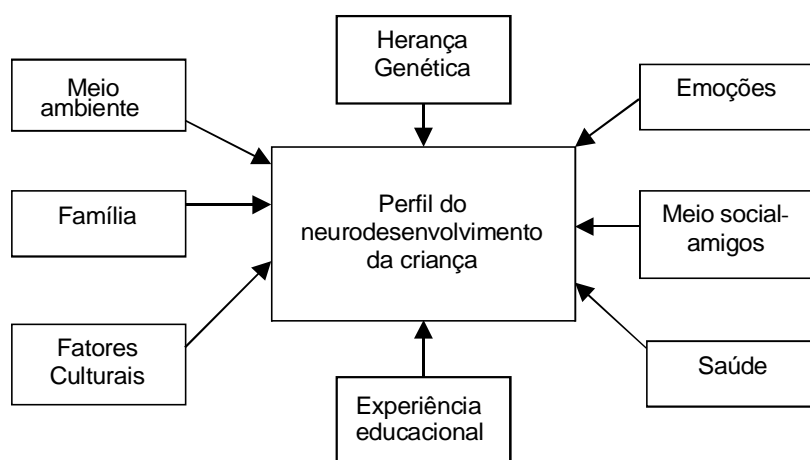 Herança
Genética
Meio
ambiente
Emoções
Família
Perfil do
neurodesenvolvimento
da criança
Meio social-
amigos
Fatores
Culturais
Experiência
educacional
Saúde